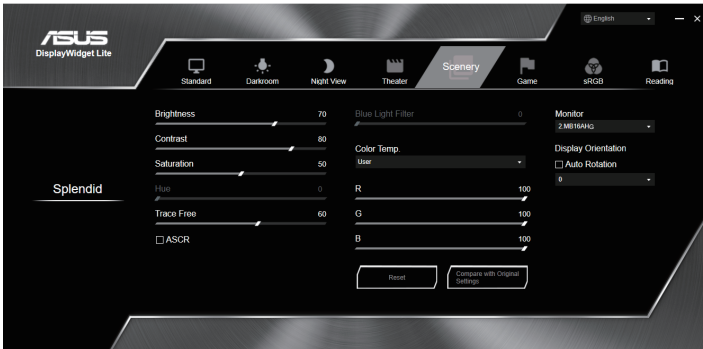 English
ASUS
DisplayWidget Lite
Standard
Darkroom
Night View
Theater
Scenery
Game
sRGB
Reading
Splendid
Brightness 70
Contrast 80
Saturation 50
Hue 0
Trace Free 60
ASCR
Blue Light Filter 0
Color Temp.
User
R 100
G 100
B 100
Reset
Compare with Original
Settings
Monitor
2.MB16AHG
Display Orientation
Auto Rotation
0